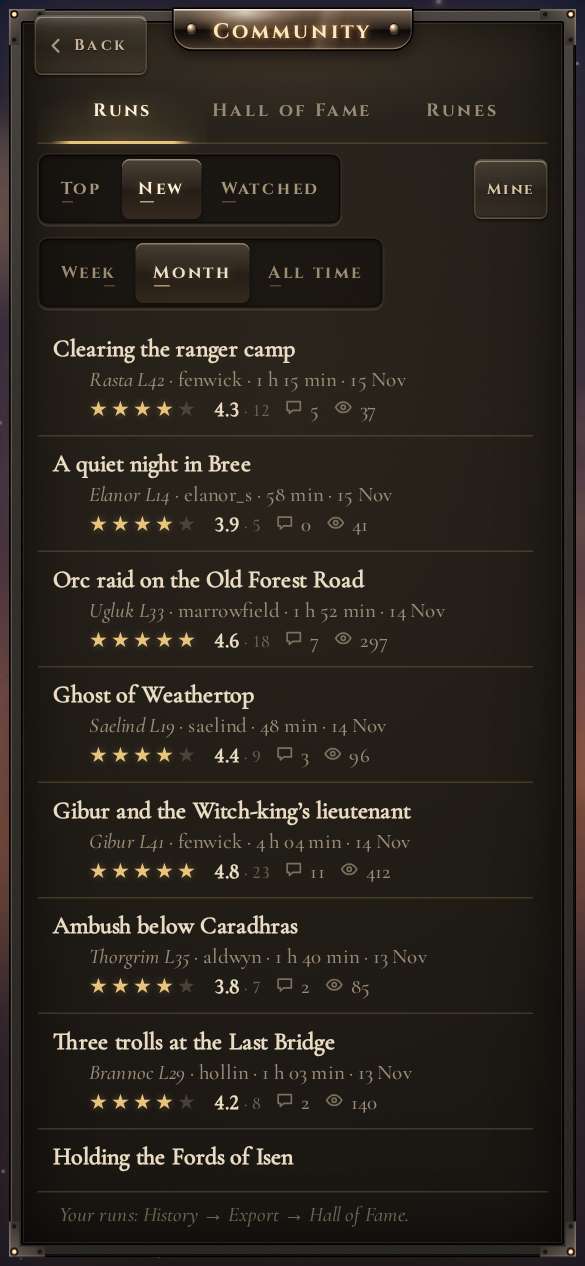 Back
Community
Runs Hall of Fame Runes
Top New Watched Mine
Week Month All time
Clearing the ranger camp
Rasta L42 · fenwick · 1 h 15 min · 15 Nov
4.3 · 12 5 37
A quiet night in Bree
Elanor L14 · elanor_s · 58 min · 15 Nov
3.9 · 5 0 41
Orc raid on the Old Forest Road
Ugluk L33 · marrowfield · 1 h 52 min · 14 Nov
4.6 · 18 7 297
Ghost of Weathertop
Saelind L19 · saelind · 48 min · 14 Nov
4.4 · 9 3 96
Gibur and the Witch-king’s lieutenant
Gibur L41 · fenwick · 4 h 04 min · 14 Nov
4.8 · 23 11 412
Ambush below Caradhras
Thorgrim L35 · aldwyn · 1 h 40 min · 13 Nov
3.8 · 7 2 85
Three trolls at the Last Bridge
Brannoc L29 · hollin · 1 h 03 min · 13 Nov
4.2 · 8 2 140
Holding the Fords of Isen
Your runs: History → Export → Hall of Fame.